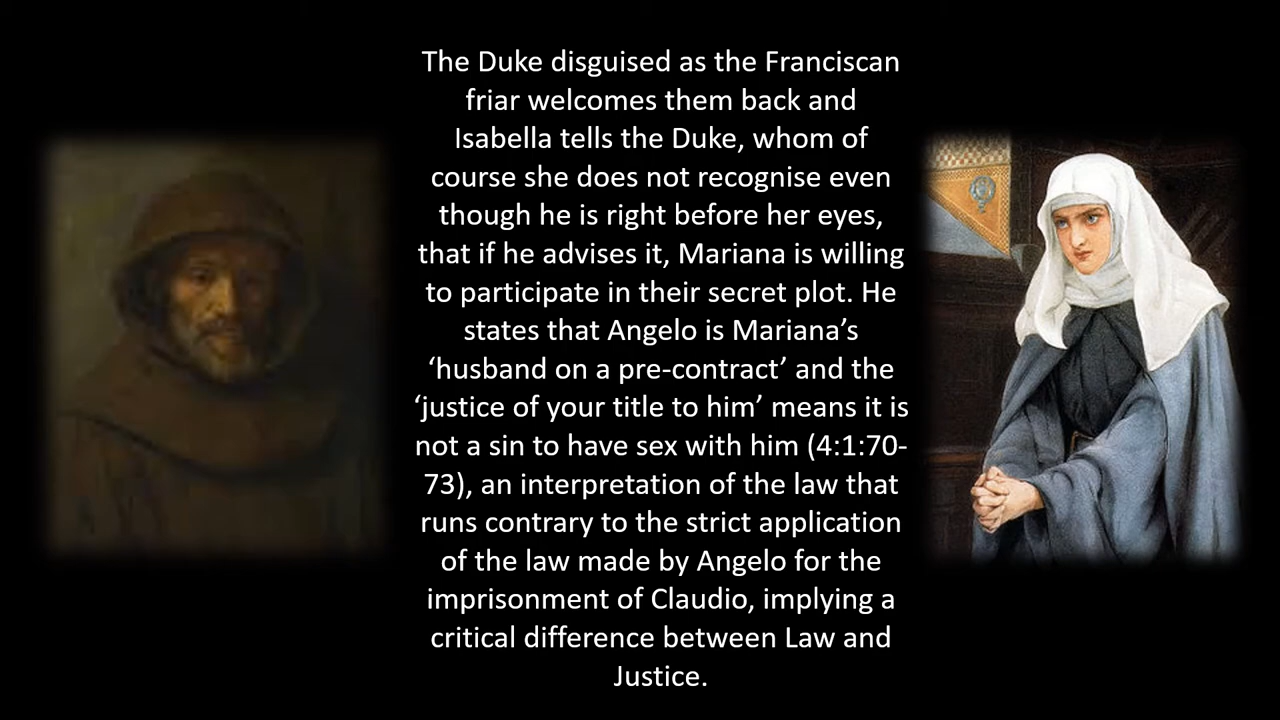 The Duke disguised as the Franciscan
friar welcomes them back and
Isabella tells the Duke, whom of
course she does not recognise even
though he is right before her eyes,
that if he advises it, Mariana is willing
to participate in their secret plot. He
states that Angelo is Mariana’s
‘husband on a pre-contract’ and the
‘justice of your title to him’ means it is
not a sin to have sex with him (4:1:70-
73), an interpretation of the law that
runs contrary to the strict application
of the law made by Angelo for the
imprisonment of Claudio, implying a
critical difference between Law and
Justice.